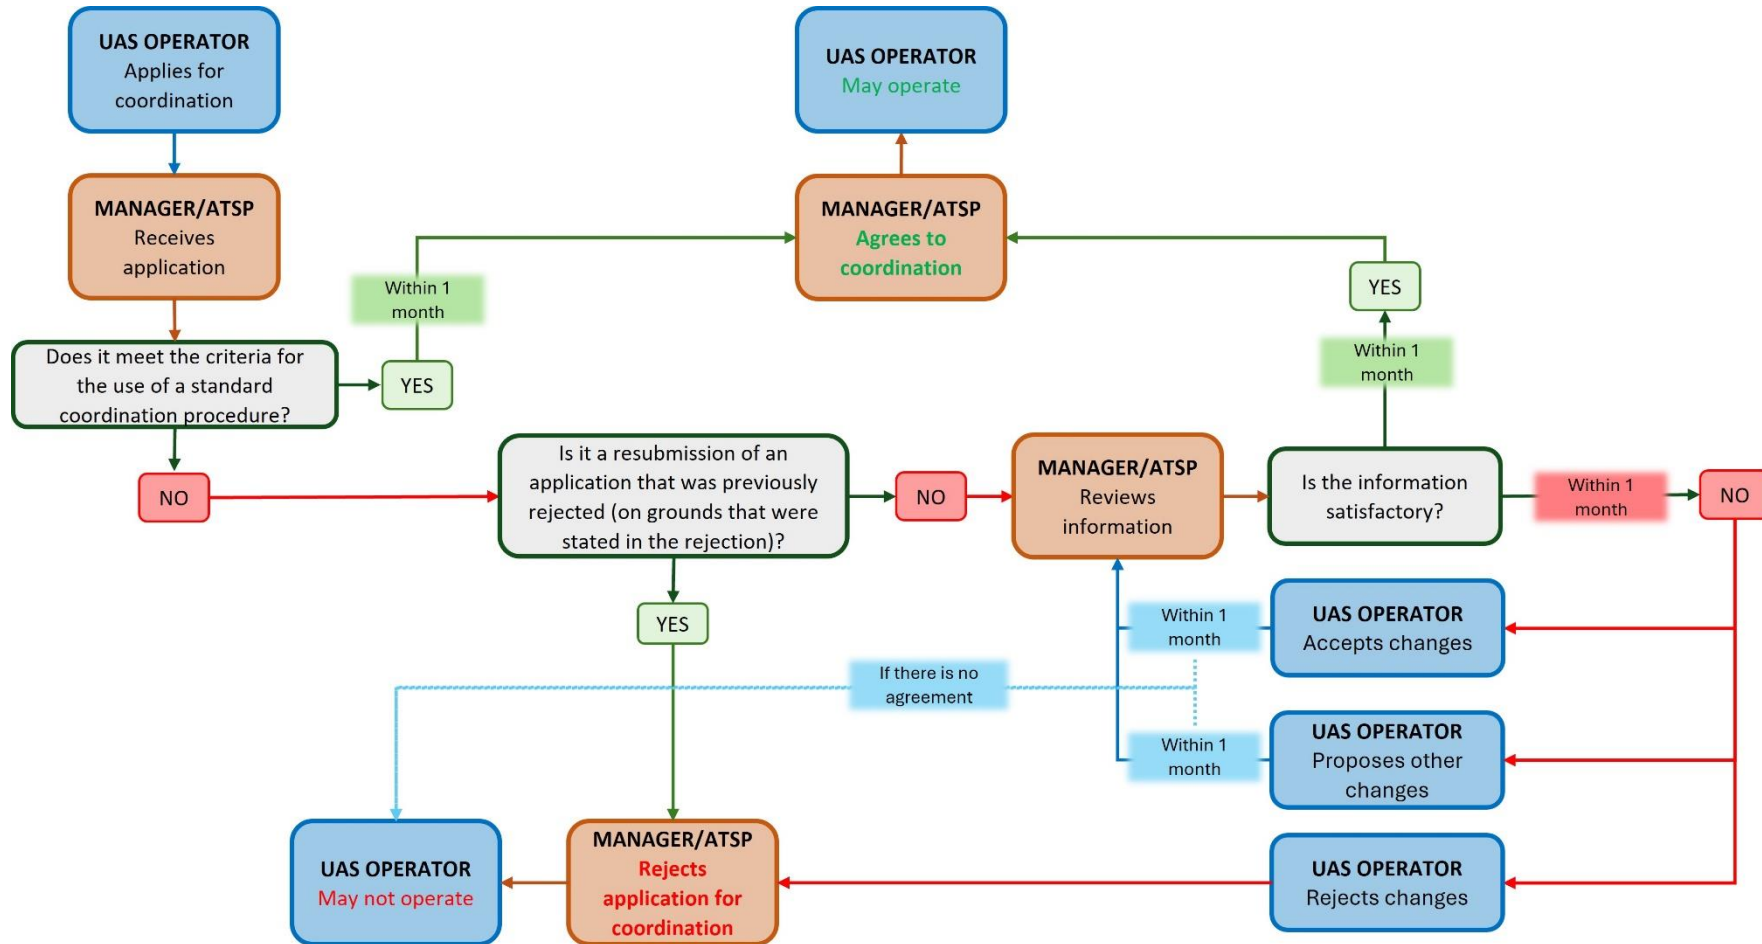 UAS OPERATOR
Applies for
coordination
UAS OPERATOR
May operate
MANAGER/ATSP
Receives
application
MANAGER/ATSP
Agrees to
coordination
Within 1
month
YES
Within 1
month
Does it meet the criteria for
the use of a standard
coordination procedure?
YES
NO
Is it a resubmission of an
application that was previously
rejected (on grounds that were
stated in the rejection)?
NO
MANAGER/ATSP
Reviews
information
Is the information
satisfactory?
Within 1
month
NO
YES
Within 1
month
UAS OPERATOR
Accepts changes
If there is no
agreement
Within 1
month
UAS OPERATOR
Proposes other
changes
UAS OPERATOR
May not operate
MANAGER/ATSP
Rejects
application for
coordination
UAS OPERATOR
Rejects changes